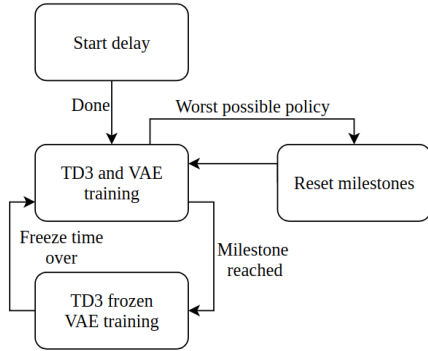 Start delay
Done
Worst possible policy
TD3 and VAE
training
Reset milestones
Freeze time
over
Milestone
reached
TD3 frozen
VAE training